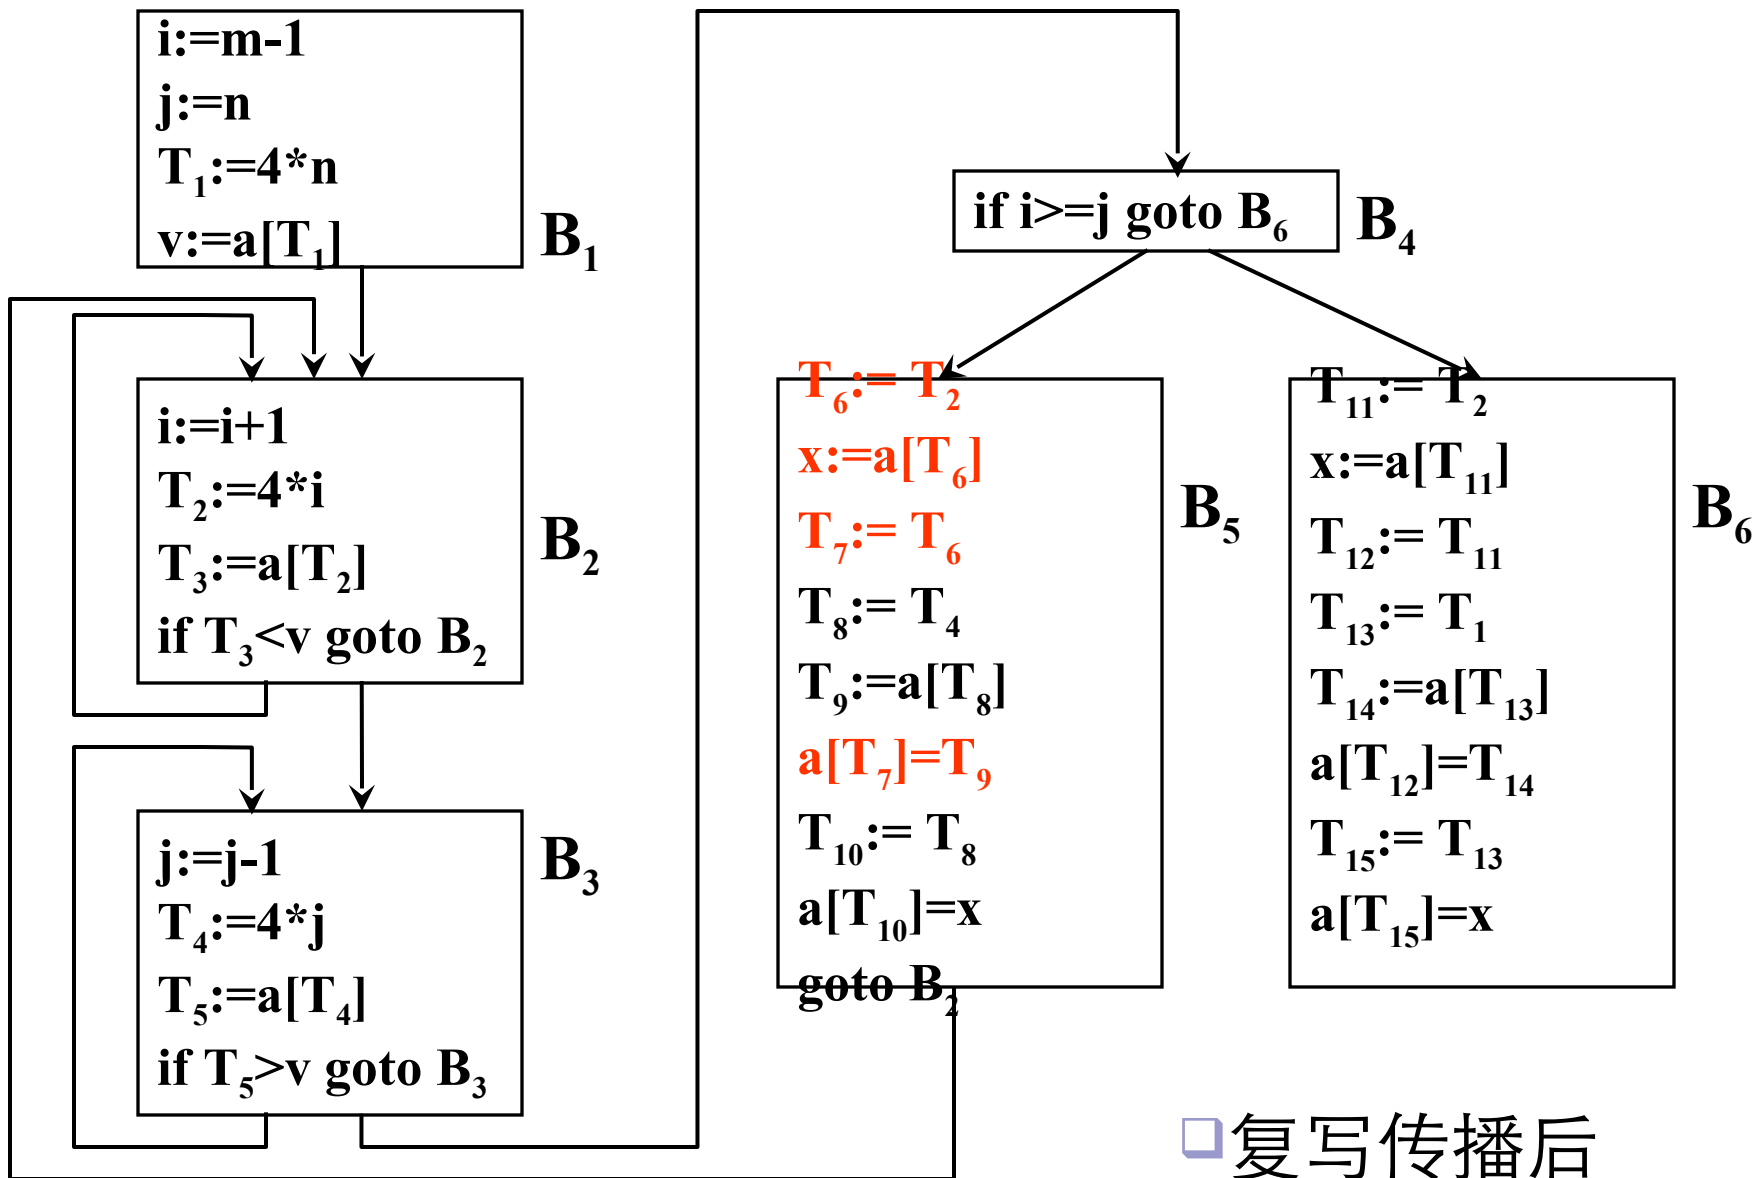 i:=m-1
j:=n
T₁:=4*n
v:=a[T₁]
B₁
i:=i+1
T₂:=4*i
T₃:=a[T₂]
if T₃<v goto B₂
B₂
j:=j-1
T₄:=4*j
T₅:=a[T₄]
if T₅>v goto B₃
B₃
if i>=j goto B₆
B₄
T₆:= T₂
x:=a[T₆]
T₇:= T₆
T₈:= T₄
T₉:=a[T₈]
a[T₇]=T₉
T₁₀:= T₈
a[T₁₀]=x
goto B₂
B₅
T₁₁:= T₂
x:=a[T₁₁]
T₁₂:= T₁₁
T₁₃:= T₁
T₁₄:=a[T₁₃]
a[T₁₂]=T₁₄
T₁₅:= T₁₃
a[T₁₅]=x
B₆
复写传播后